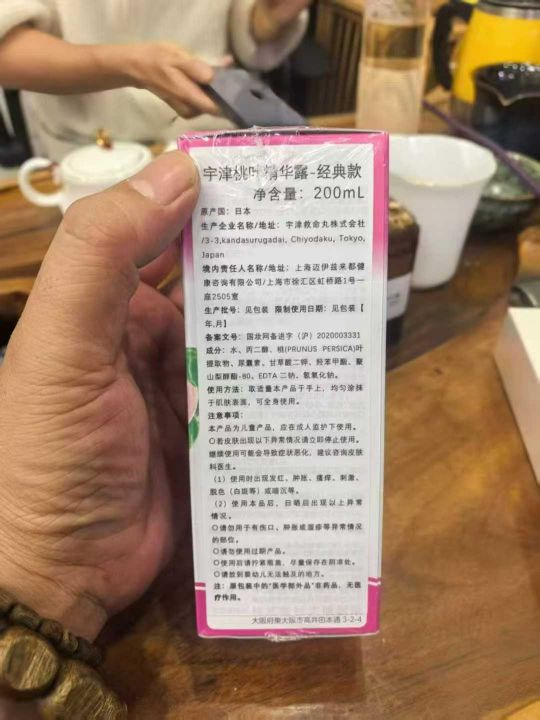 宇津桃叶精华露-经典款
净含量：200mL
原产国：日本
生产企业名称/地址：宇津救命丸株式会社
/3-3,kandasurugadai, Chiyodaku, Tokyo,
Japan
境内责任人名称/地址：上海迈伊兹来都健
康咨询有限公司/上海市徐汇区虹桥路1号一
座2505室
生产批号：见包装 限制使用日期：见包装【
年.月】
备案文号：国妆网备进字（沪）2020003331
成分：水、丙二醇、桃(PRUNUS PERSICA)叶
提取物、尿囊素、甘草酸二钾、羟苯甲酯、聚
山梨醇酯-80、EDTA 二钠、氢氧化钠。
使用方法：取适量本产品于手上，均匀涂抹
于肌肤表面，可全身使用。
注意事项：
本产品为儿童产品，应在成人监护下使用。
○若皮肤出现以下异常情况请立即停止使用。
继续使用可能会导致症状恶化，建议咨询皮肤
科医生。
（1）使用时出现发红、肿胀、瘙痒、刺激、
脱色（白斑等）或暗沉等。
（2）使用本品后，日晒后出现以上异常
情况。
○请勿用于有伤口、肿胀或湿疹等异常情况
的部位。
○请勿使用过期产品。
○使用后请拧紧瓶盖，尽量保存在阴凉处。
○请放到婴幼儿无法触及的地方。
注：原包装中的“医学部外品”非药品，无医
疗作用。
大阪府東大阪市高井田本通 3-2-4